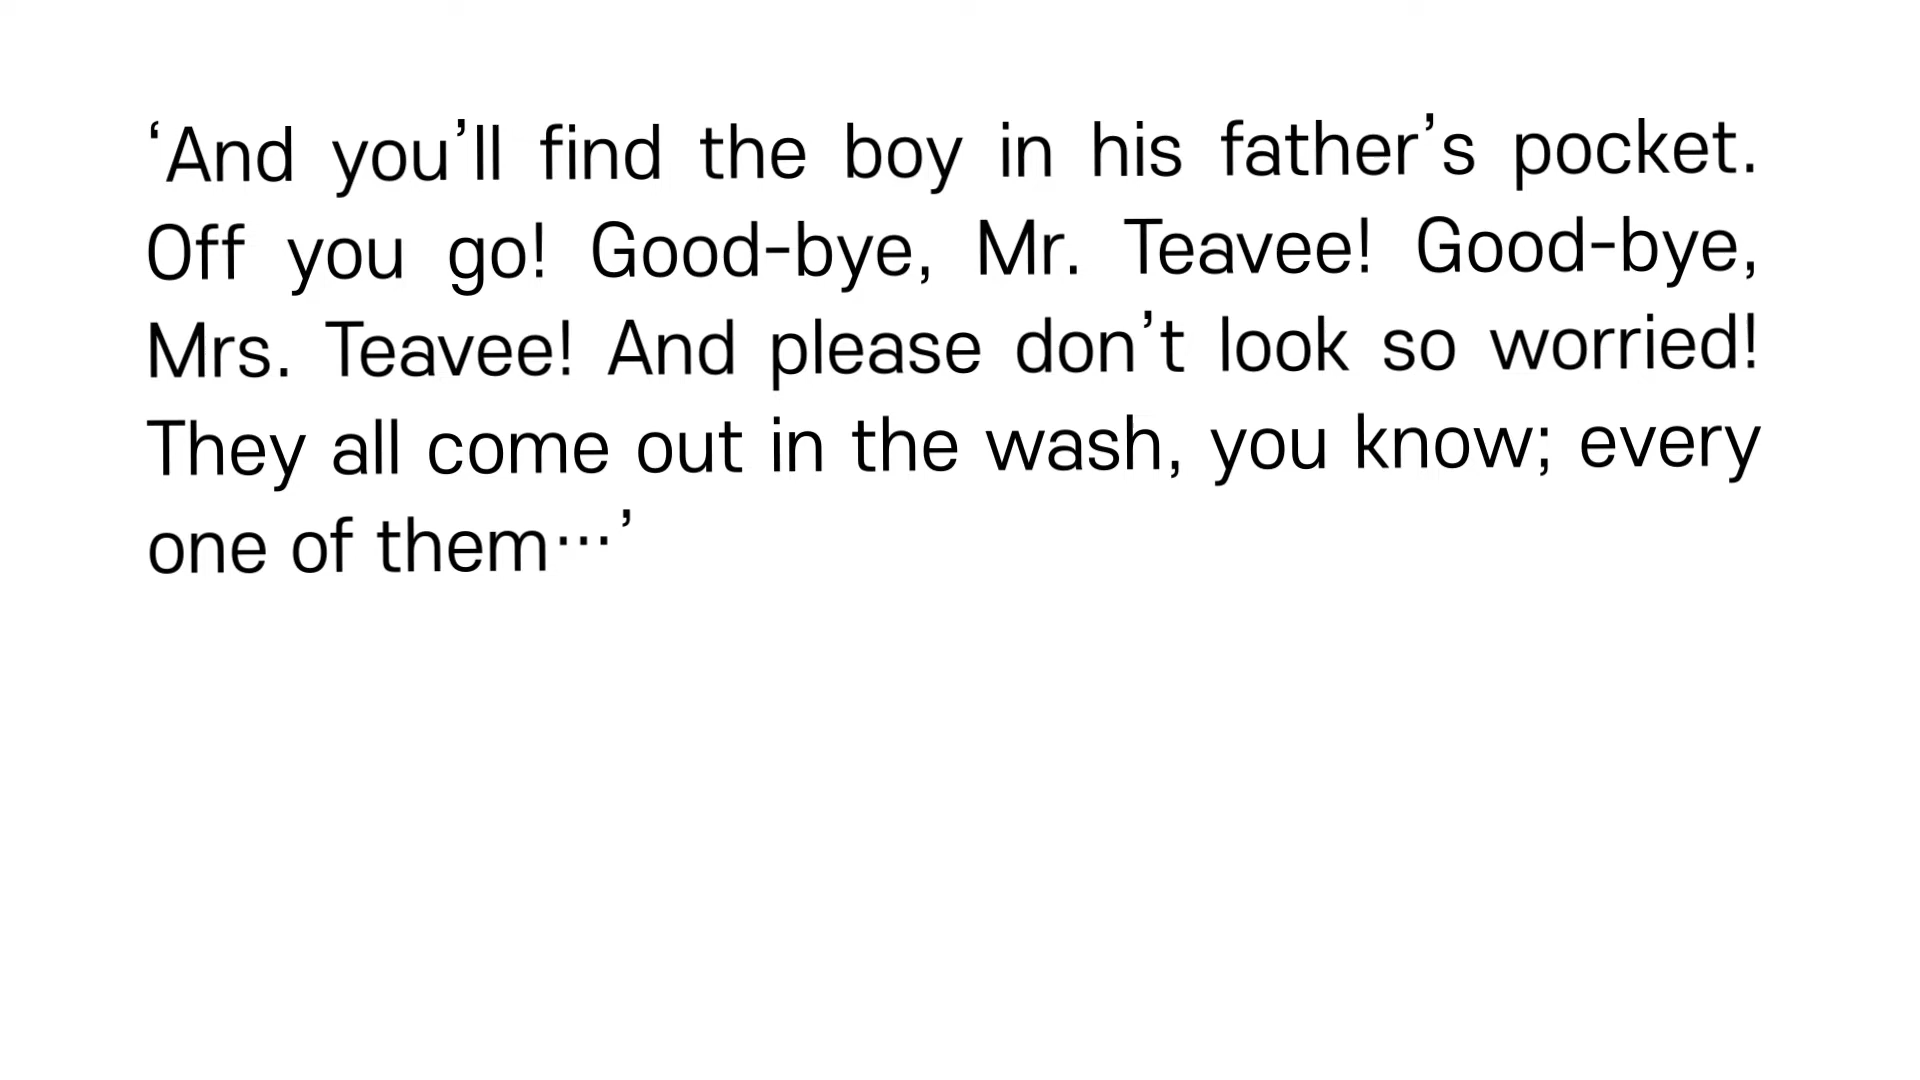 ‘And you’ll find the boy in his father’s pocket.
Off you go! Good-bye, Mr. Teavee! Good-bye,
Mrs. Teavee! And please don’t look so worried!
They all come out in the wash, you know; every
one of them⋯’